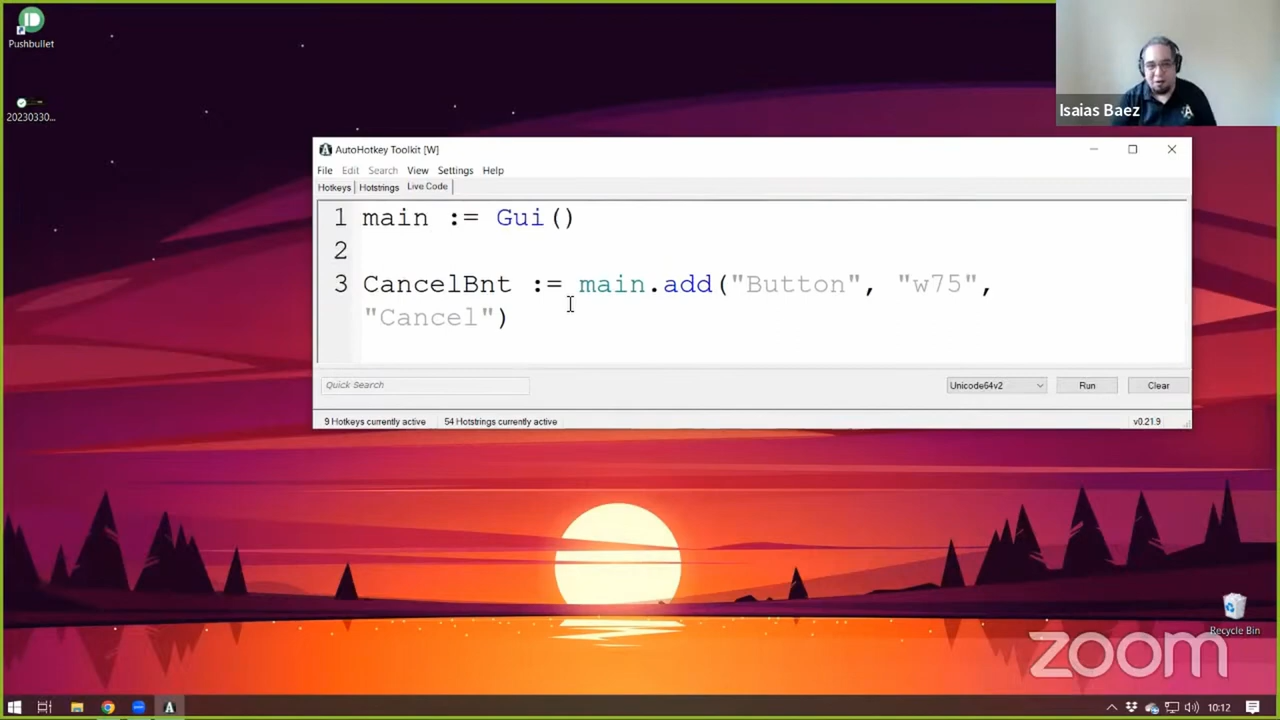 Pushbullet
20230330...
Isaias Baez
AutoHotkey Toolkit [W]
File Edit Search View Settings Help
Hotkeys Hotstrings Live Code
1 main := Gui()
2
3 CancelBnt := main.add("Button", "w75",
"Cancel")
Quick Search
Unicode64v2
Run
Clear
9 Hotkeys currently active
54 Hotstrings currently active
v0.21.9
Recycle Bin
zoom
10:12